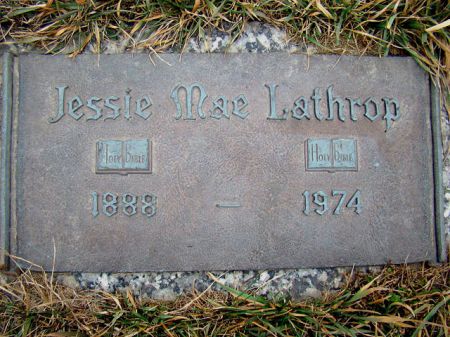 Jessie Mae Lathrop
Holy Bible Holy Bible
1888 – 1974